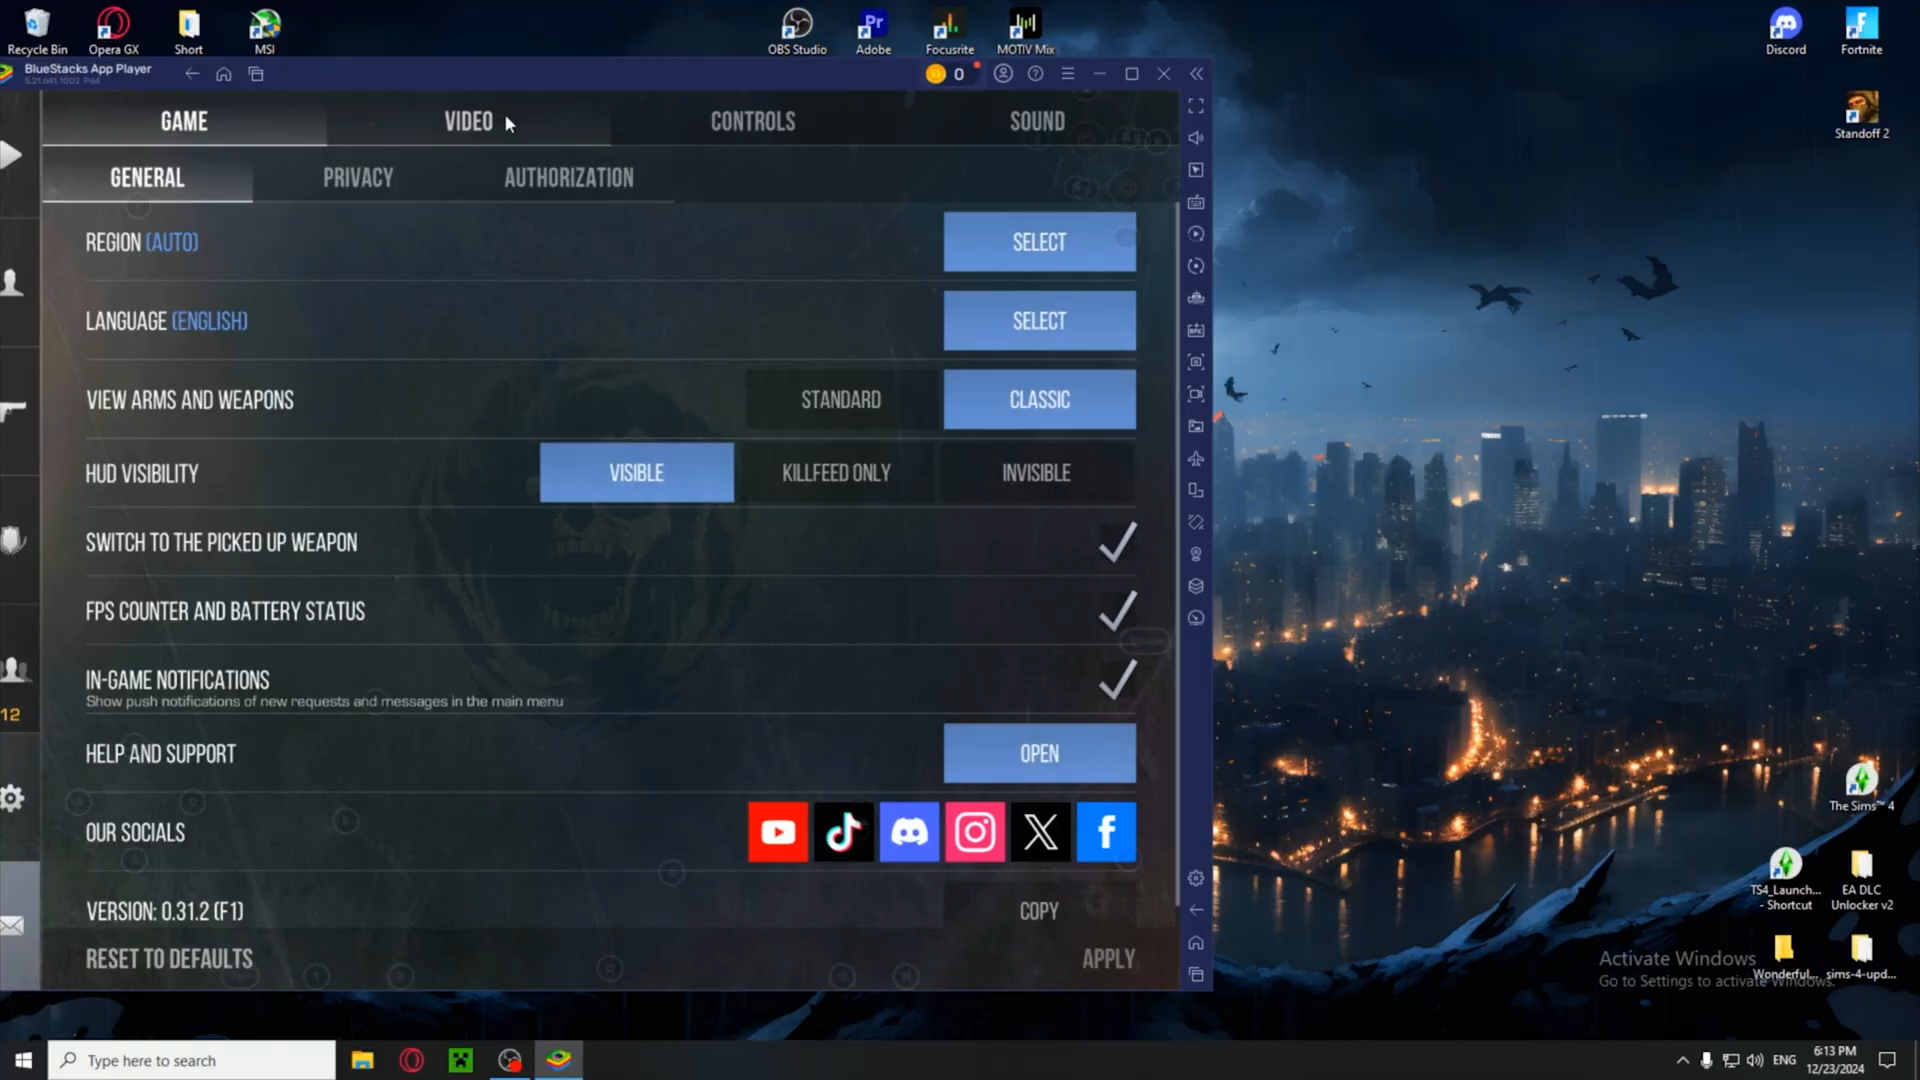 Recycle Bin
Opera GX
Short
MSI
OBS Studio
Adobe
Focusrite
MOTIV Mix
Discord
Fortnite
Standoff 2
BlueStacks App Player
5.21.641.1002 P64
0
GAME
VIDEO
CONTROLS
SOUND
GENERAL
PRIVACY
AUTHORIZATION
REGION (AUTO)
SELECT
LANGUAGE (ENGLISH)
SELECT
VIEW ARMS AND WEAPONS
STANDARD
CLASSIC
HUD VISIBILITY
VISIBLE
KILLFEED ONLY
INVISIBLE
SWITCH TO THE PICKED UP WEAPON
FPS COUNTER AND BATTERY STATUS
IN-GAME NOTIFICATIONS
Show push notifications of new requests and messages in the main menu
12
HELP AND SUPPORT
OPEN
OUR SOCIALS
VERSION: 0.31.2 (F1)
COPY
RESET TO DEFAULTS
APPLY
The Sims™ 4
TS4_Launch...
- Shortcut
EA DLC
Unlocker v2
Wonderful...
sims-4-upd...
Activate Windows
Go to Settings to activate Windows.
Type here to search
ENG
6:13 PM
12/23/2024